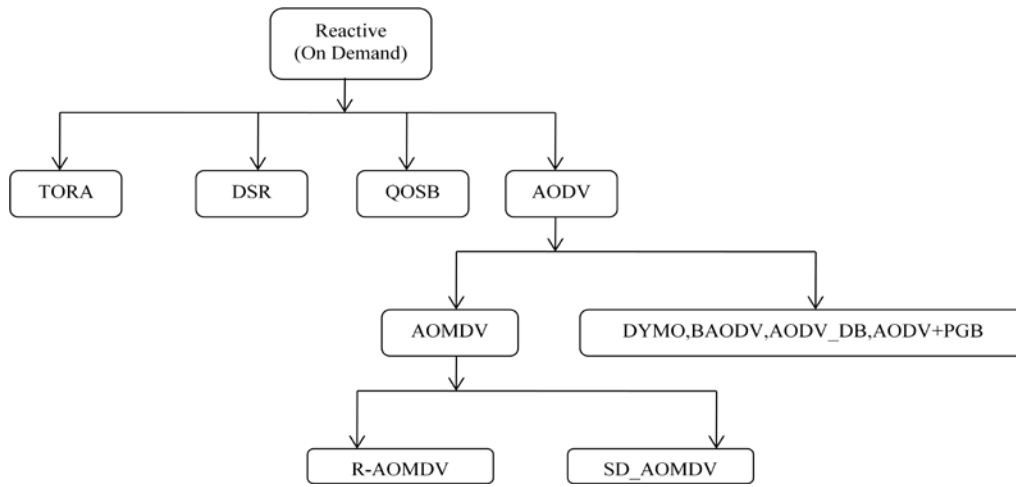 Reactive
(On Demand)
TORA
DSR
QOSB
AODV
AOMDV
DYMO,BAODV,AODV_DB,AODV+PGB
R-AOMDV
SD_AOMDV